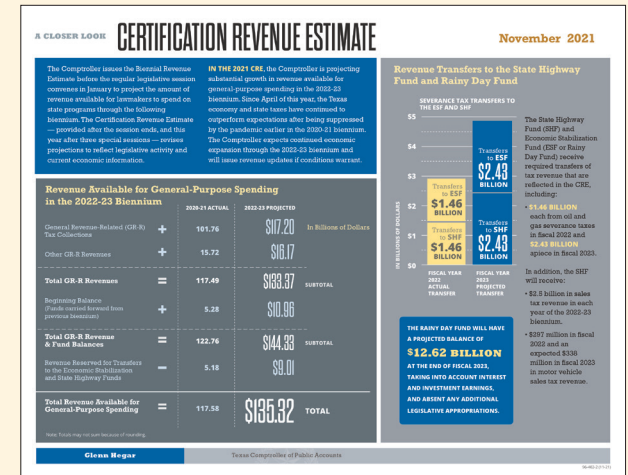 A CLOSER LOOK CERTIFICATION REVENUE ESTIMATE
November 2021
The Comptroller issues the Biennial Revenue
Estimate before the regular legislative session
convenes in January to project the amount of
revenue available for lawmakers to spend on
state programs through the following
biennium. The Certification Revenue Estimate
— provided after the session ends, and this
year after three special sessions — revises
projections to reflect legislative activity and
current economic information.
IN THE 2021 CRE, the Comptroller is projecting
substantial growth in revenue available for
general-purpose spending in the 2022-23
biennium. Since April of this year, the Texas
economy and state taxes have continued to
outperform expectations after being suppressed
by the pandemic earlier in the 2020-21 biennium.
The Comptroller expects continued economic
expansion through the 2022-23 biennium and
will issue revenue updates if conditions warrant.
Revenue Available for General-Purpose Spending
in the 2022-23 Biennium
2020-21 ACTUAL 2022-23 PROJECTED
General Revenue-Related (GR-R)
Tax Collections + 101.76 $117.20 In Billions of Dollars
Other GR-R Revenues + 15.72 $16.17
Total GR-R Revenues = 117.49 $133.37 SUBTOTAL
Beginning Balance
(Funds carried forward from
previous biennium) + 5.28 $10.96
Total GR-R Revenue
& Fund Balances = 122.76 $144.33 SUBTOTAL
Revenue Reserved for Transfers
to the Economic Stabilization
and State Highway Funds − 5.18 $9.01
Total Revenue Available for
General-Purpose Spending = 117.58 $135.32 TOTAL
Note: Totals may not sum because of rounding.
Revenue Transfers to the State Highway
Fund and Rainy Day Fund
SEVERANCE TAX TRANSFERS TO
THE ESF AND SHF
IN BILLIONS OF DOLLARS
$5
$4
$3
$2
$1
$0
Transfers
to ESF
$1.46
BILLION
Transfers
to SHF
$1.46
BILLION
Transfers
to ESF
$2.43
BILLION
Transfers
to SHF
$2.43
BILLION
FISCAL YEAR
2022
ACTUAL
TRANSFER
FISCAL YEAR
2023
PROJECTED
TRANSFER
THE RAINY DAY FUND WILL HAVE
A PROJECTED BALANCE OF
$12.62 BILLION
AT THE END OF FISCAL 2023,
TAKING INTO ACCOUNT INTEREST
AND INVESTMENT EARNINGS,
AND ABSENT ANY ADDITIONAL
LEGISLATIVE APPROPRIATIONS.
The State Highway
Fund (SHF) and
Economic Stabilization
Fund (ESF or Rainy
Day Fund) receive
required transfers of
tax revenue that are
reflected in the CRE,
including:
• $1.46 BILLION
each from oil and
gas severance taxes
in fiscal 2022 and
$2.43 BILLION
apiece in fiscal 2023.
In addition, the SHF
will receive:
• $2.5 billion in sales
tax revenue in each
year of the 2022-23
biennium.
• $297 million in fiscal
2022 and an
expected $338
million in fiscal 2023
in motor vehicle
sales tax revenue.
Glenn Hegar Texas Comptroller of Public Accounts